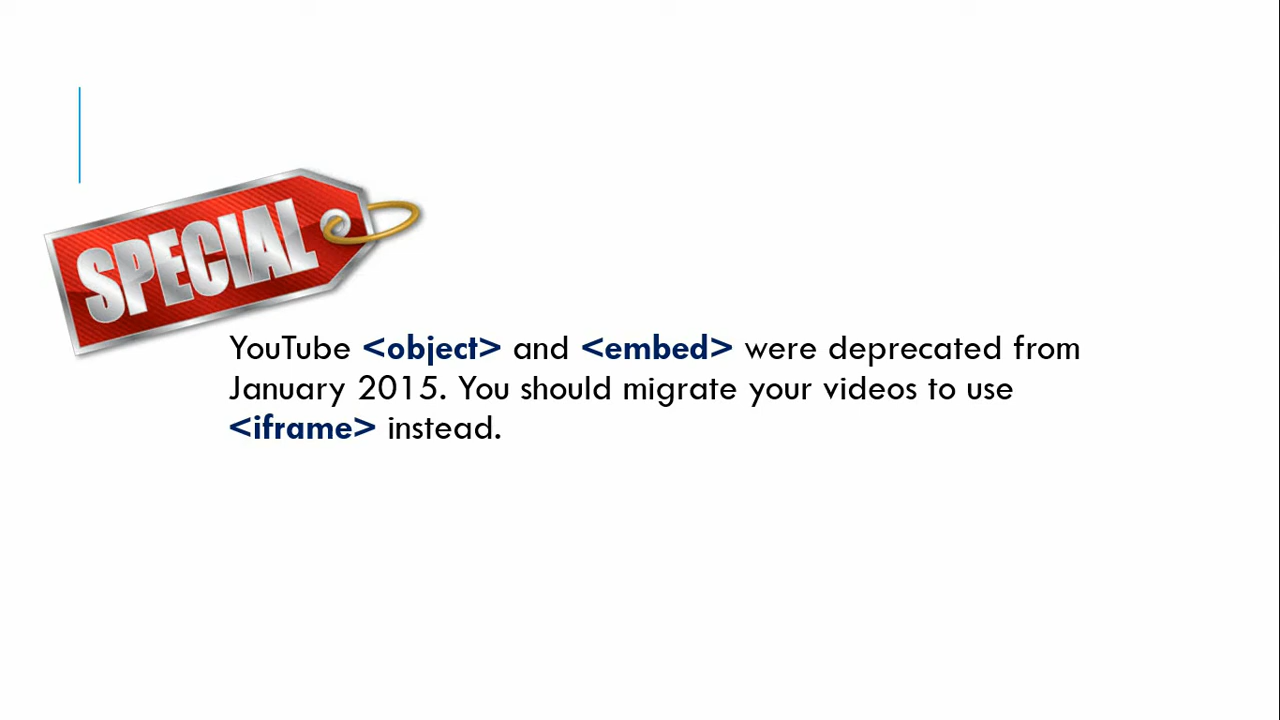 SPECIAL
YouTube <object> and <embed> were deprecated from
January 2015. You should migrate your videos to use
<iframe> instead.